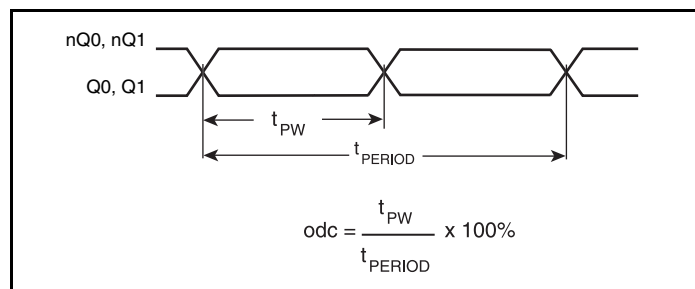 nQ0, nQ1
Q0, Q1
tPW
tPERIOD
odc = tPW / tPERIOD x 100%